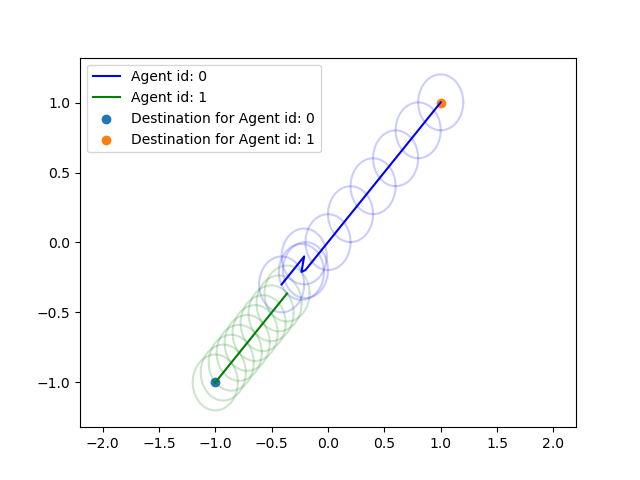 Agent id: 0
Agent id: 1
Destination for Agent id: 0
Destination for Agent id: 1
1.0
0.5
0.0
−0.5
−1.0
−2.0 −1.5 −1.0 −0.5 0.0 0.5 1.0 1.5 2.0